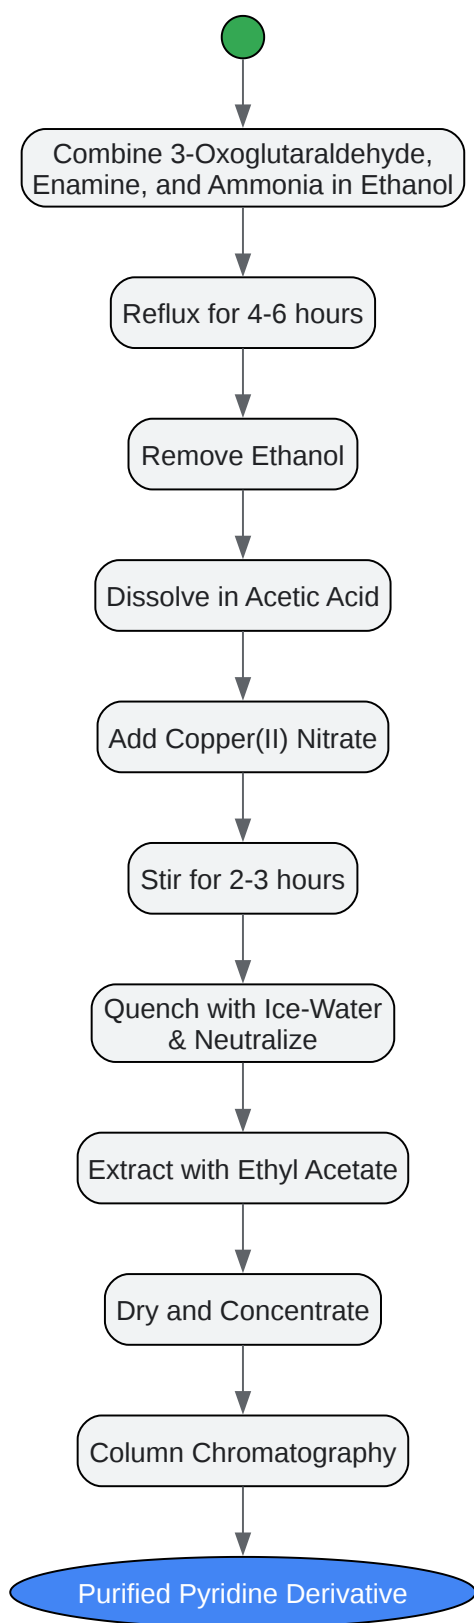 Combine 3-Oxoglutaraldehyde,
Enamine, and Ammonia in Ethanol
Reflux for 4-6 hours
Remove Ethanol
Dissolve in Acetic Acid
Add Copper(II) Nitrate
Stir for 2-3 hours
Quench with Ice-Water
& Neutralize
Extract with Ethyl Acetate
Dry and Concentrate
Column Chromatography
Purified Pyridine Derivative